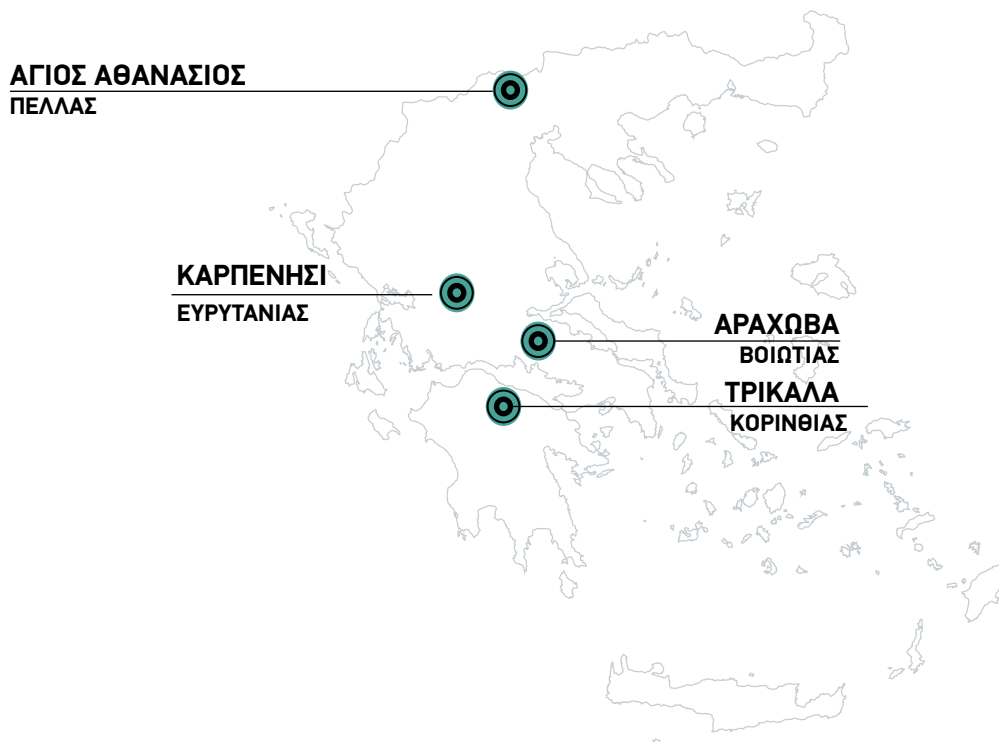 ΑΓΙΟΣ ΑΘΑΝΑΣΙΟΣ
ΠΕΛΛΑΣ
ΚΑΡΠΕΝΗΣΙ
ΕΥΡΥΤΑΝΙΑΣ
ΑΡΑΧΩΒΑ
ΒΟΙΩΤΙΑΣ
ΤΡΙΚΑΛΑ
ΚΟΡΙΝΘΙΑΣ